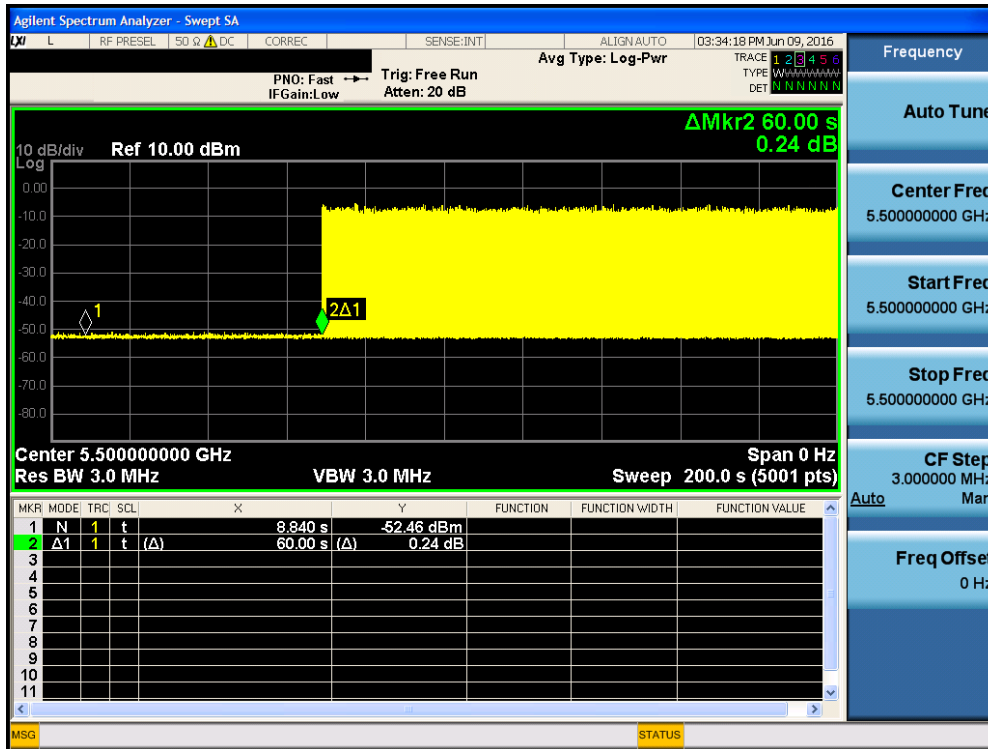 Agilent Spectrum Analyzer - Swept SA
LXI L RF PRESEL 50 Ω DC CORREC SENSE:INT ALIGN AUTO 03:34:18 PM Jun 09, 2016
Frequency
Avg Type: Log-Pwr TRACE 1 2 3 4 5 6
PNO: Fast Trig: Free Run TYPE
IFGain:Low Atten: 20 dB DET N N N N N N
Auto Tune
ΔMkr2 60.00 s
10 dB/div Ref 10.00 dBm 0.24 dB
Log
0.00
-10.0
-20.0
-30.0
-40.0
-50.0
-60.0
-70.0
-80.0
1
2Δ1
Center Freq
5.500000000 GHz
Start Freq
5.500000000 GHz
Stop Freq
5.500000000 GHz
Center 5.500000000 GHz Span 0 Hz
Res BW 3.0 MHz VBW 3.0 MHz Sweep 200.0 s (5001 pts)
CF Step
3.000000 MHz
Auto Man
Freq Offset
0 Hz
MKR MODE TRC SCL X Y FUNCTION FUNCTION WIDTH FUNCTION VALUE
1 N 1 t 8.840 s -52.46 dBm
2 Δ1 1 t (Δ) 60.00 s (Δ) 0.24 dB
3
4
5
6
7
8
9
10
11
MSG STATUS